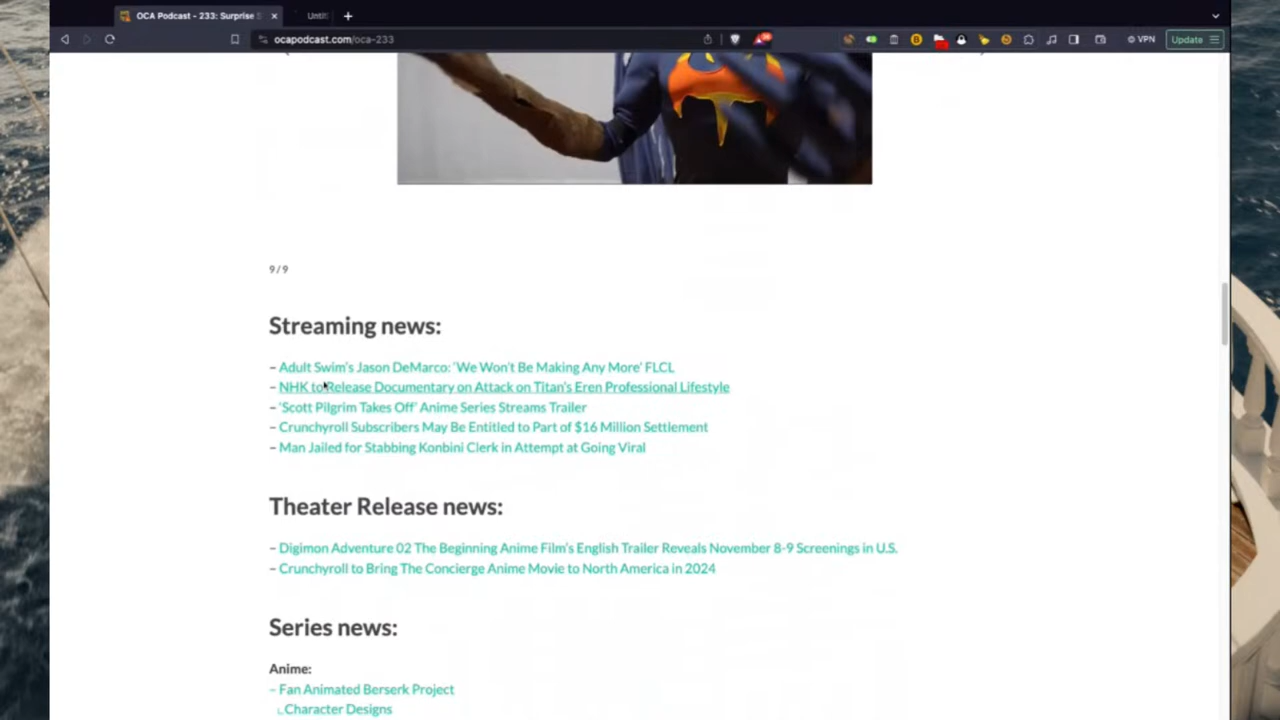 OCA Podcast - 233: Surprise S
Untit
ocapodcast.com/oca-233
VPN
Update
9 / 9
Streaming news:
– Adult Swim's Jason DeMarco: 'We Won't Be Making Any More' FLCL
– NHK to Release Documentary on Attack on Titan's Eren Professional Lifestyle
– 'Scott Pilgrim Takes Off' Anime Series Streams Trailer
– Crunchyroll Subscribers May Be Entitled to Part of $16 Million Settlement
– Man Jailed for Stabbing Konbini Clerk in Attempt at Going Viral
Theater Release news:
– Digimon Adventure 02 The Beginning Anime Film's English Trailer Reveals November 8-9 Screenings in U.S.
– Crunchyroll to Bring The Concierge Anime Movie to North America in 2024
Series news:
Anime:
– Fan Animated Berserk Project
∟Character Designs